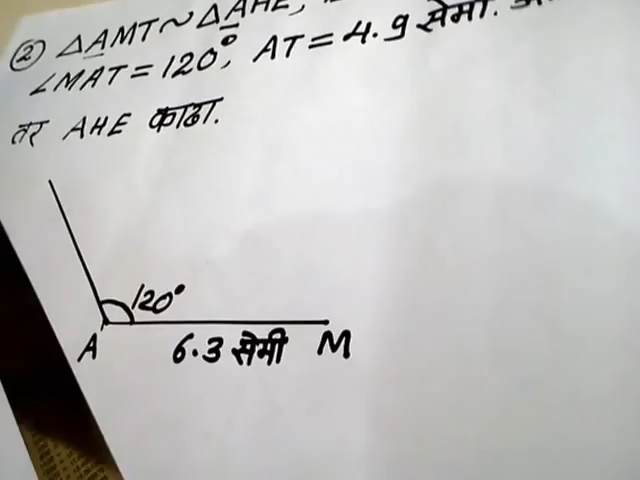 ② △AMT ~ △AHE,
∠MAT = 120°, AT = 4.9 सेमी.
तर AHE काढा.
120°
A 6.3 सेमी M